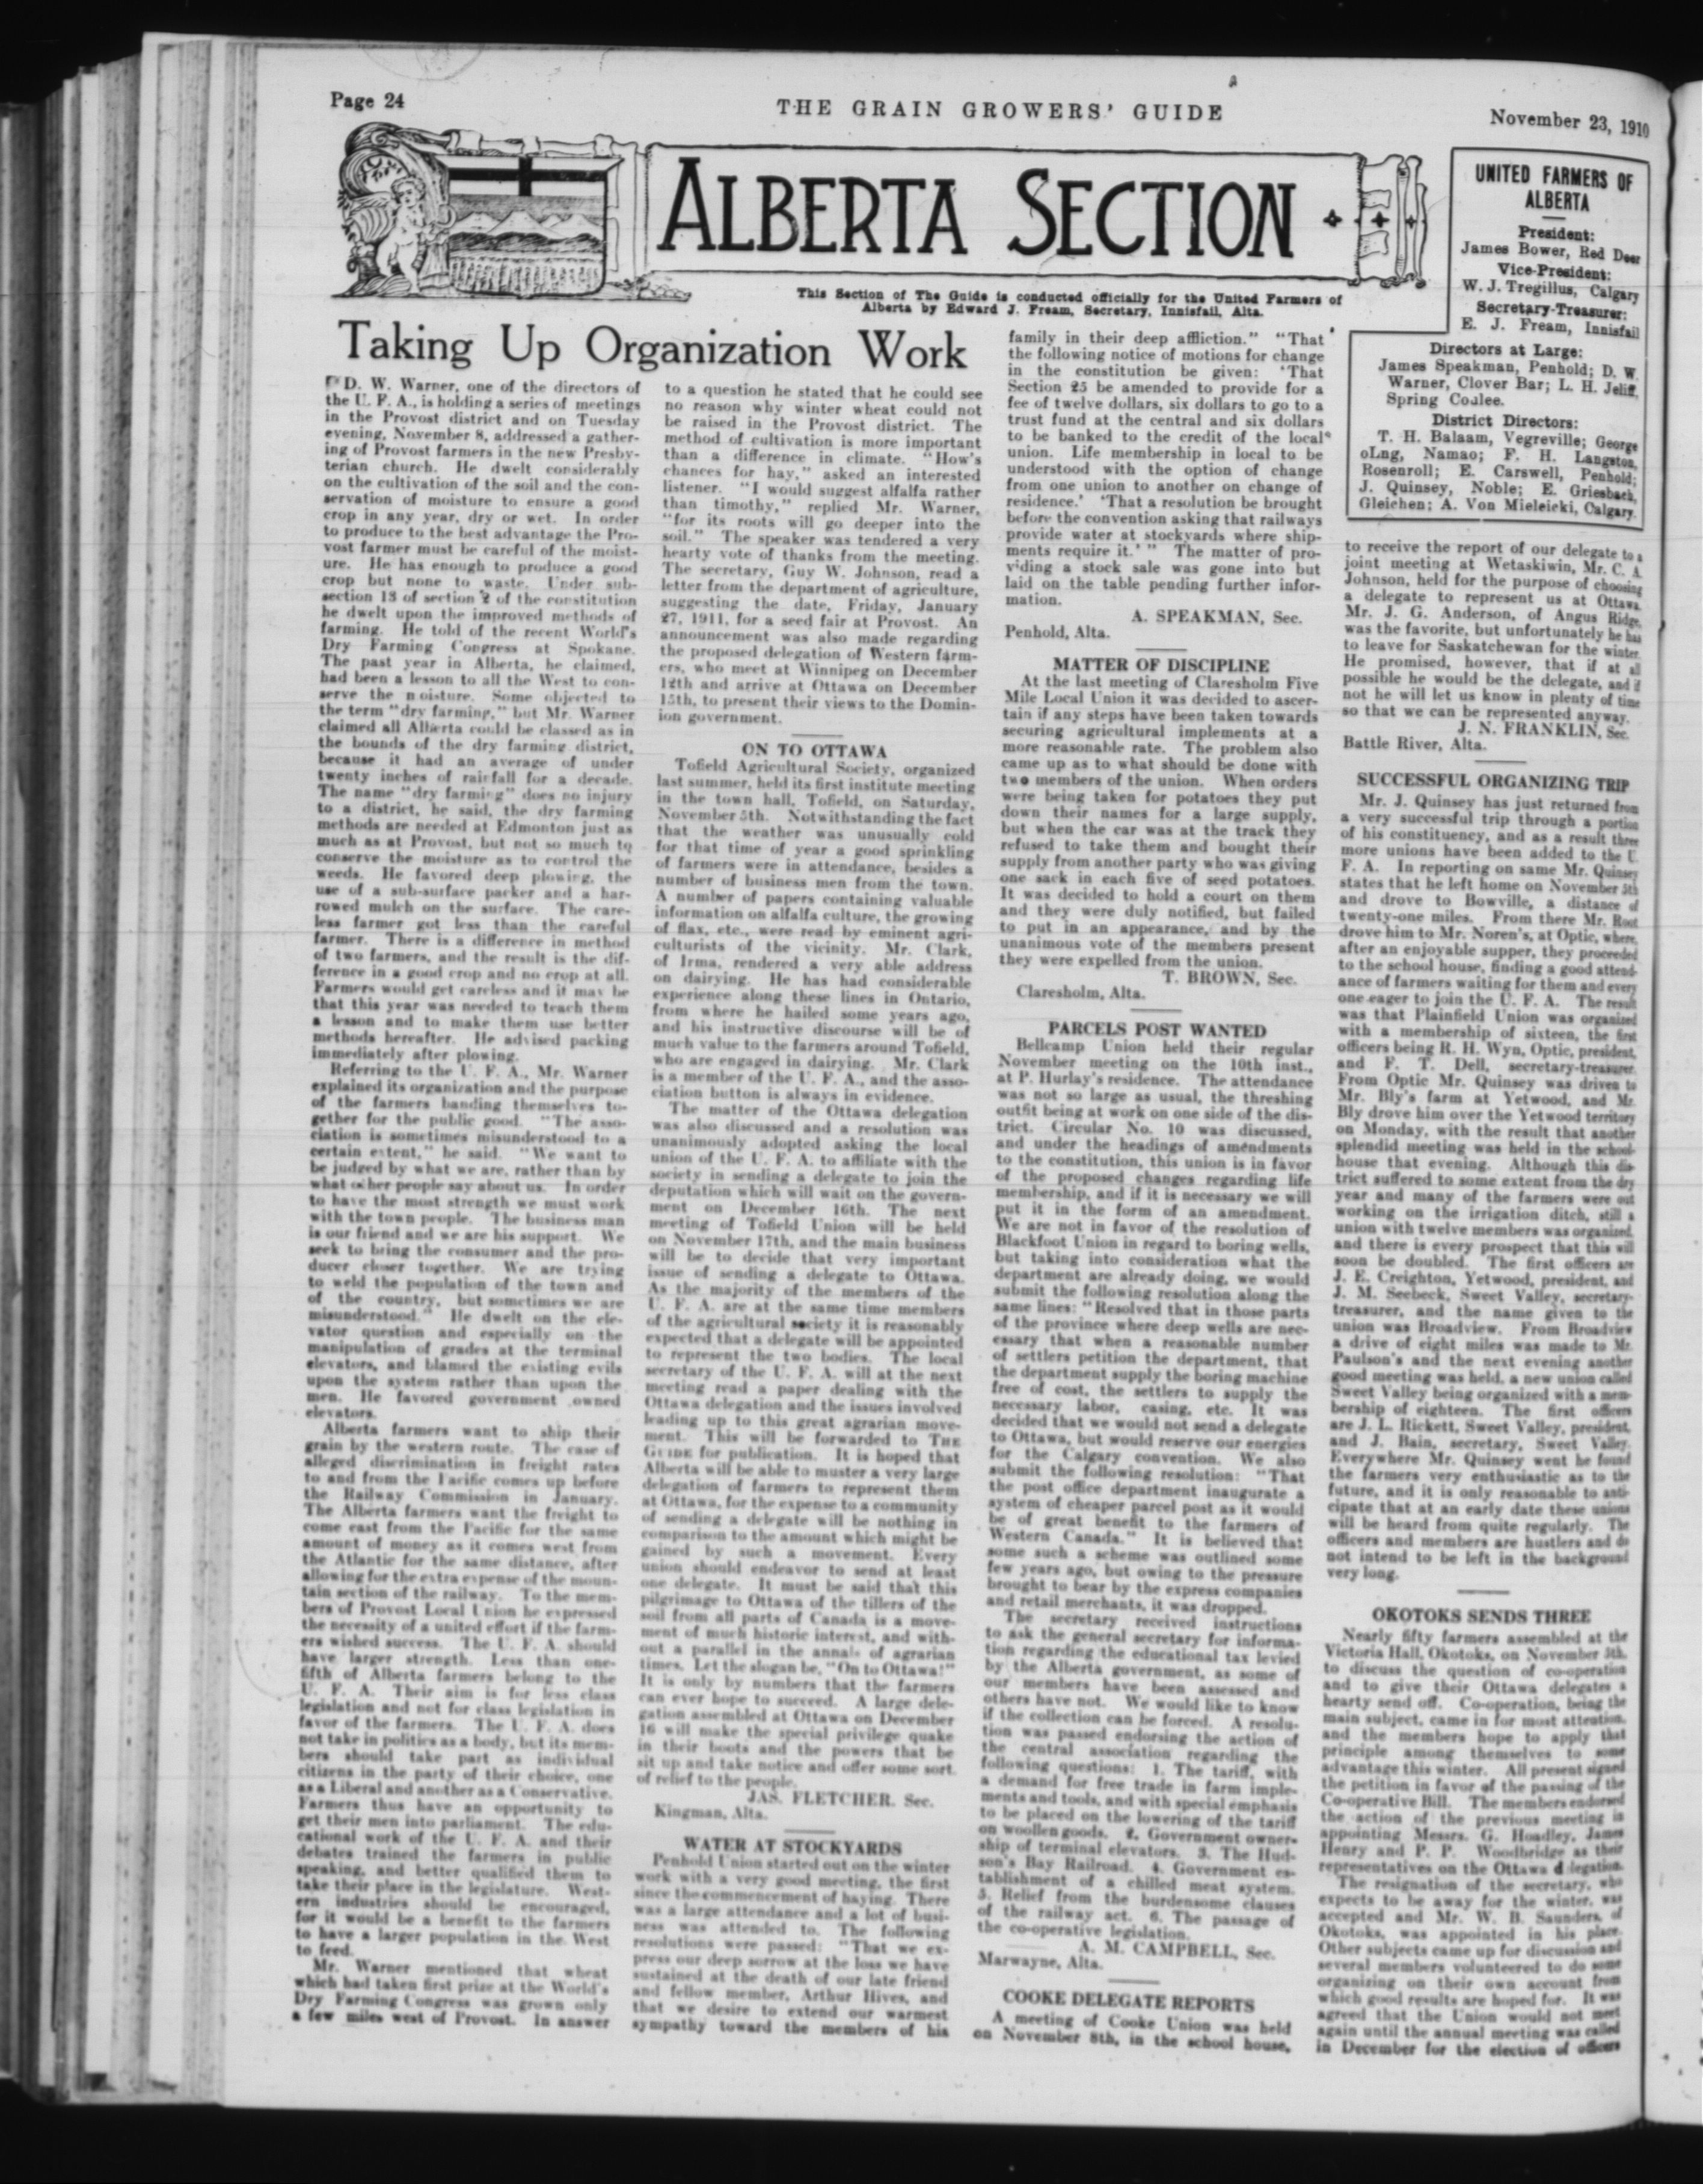 Page 24
THE GRAIN GROWERS' GUIDE
November 23, 1910
ALBERTA SECTION
This Section of The Guide is conducted officially for the United Farmers of
Alberta by Edward J. Fream, Secretary, Innisfail, Alta.
UNITED FARMERS OF
ALBERTA
President:
James Bower, Red Deer
Vice-President:
W. J. Tregillus, Calgary
Secretary-Treasurer:
E. J. Fream, Innisfail
Directors at Large:
James Speakman, Penhold; D. W.
Warner, Clover Bar; L. H. Jeliff,
Spring Coulee.
District Directors:
T. H. Balaam, Vegreville; George
oLng, Namao; F. H. Langston,
Rosenroll; E. Carswell, Penhold;
J. Quinsey, Noble; E. Griesbach,
Gleichen; A. Von Mieleicki, Calgary.
Taking Up Organization Work
D. W. Warner, one of the directors of
the U. F. A., is holding a series of meetings
in the Provost district and on Tuesday
evening, November 8, addressed a gather-
ing of Provost farmers in the new Presby-
terian church. He dwelt considerably
on the cultivation of the soil and the con-
servation of moisture to ensure a good
crop in any year, dry or wet. In order
to produce to the best advantage the Pro-
vost farmer must be careful of the moist-
ure. He has enough to produce a good
crop but none to waste. Under sub-
section 13 of section 2 of the constitution
he dwelt upon the improved methods of
farming. He told of the recent World's
Dry Farming Congress at Spokane.
The past year in Alberta, he claimed,
had been a lesson to all the West to con-
serve the moisture. Some objected to
the term "dry farming," but Mr. Warner
claimed all Alberta could be classed as in
the bounds of the dry farming district,
because it had an average of under
twenty inches of rainfall for a decade.
The name "dry farming" does no injury
to a district, he said, the dry farming
methods are needed at Edmonton just as
much as at Provost, but not so much to
conserve the moisture as to control the
weeds. He favored deep plowing, the
use of a sub-surface packer and a har-
rowed mulch on the surface. The care-
less farmer got less than the careful
farmer. There is a difference in method
of two farmers, and the result is the dif-
ference in a good crop and no crop at all.
Farmers would get careless and it may be
that this year was needed to teach them
a lesson and to make them use better
methods hereafter. He advised packing
immediately after plowing.
Referring to the U. F. A., Mr. Warner
explained its organization and the purpose
of the farmers banding themselves to-
gether for the public good. "The asso-
ciation is sometimes misunderstood to a
certain extent," he said. "We want to
be judged by what we are, rather than by
what other people say about us. In order
to have the most strength we must work
with the town people. The business man
is our friend and we are his support. We
seek to bring the consumer and the pro-
ducer closer together. We are trying
to weld the population of the town and
of the country, but sometimes we are
misunderstood." He dwelt on the ele-
vator question and especially on the
manipulation of grades at the terminal
elevators, and blamed the existing evils
upon the system rather than upon the
men. He favored government owned
elevators.
Alberta farmers want to ship their
grain by the western route. The case of
alleged discrimination in freight rates
to and from the Pacific comes up before
the Railway Commission in January.
The Alberta farmers want the freight to
come east from the Pacific for the same
amount of money as it comes west from
the Atlantic for the same distance, after
allowing for the extra expense of the moun-
tain section of the railway. To the mem-
bers of Provost Local Union he expressed
the necessity of a united effort if the farm-
ers wished success. The U. F. A. should
have larger strength. Less than one-
fifth of Alberta farmers belong to the
U. F. A. Their aim is for less class
legislation and not for class legislation in
favor of the farmers. The U. F. A. does
not take in politics as a body, but its mem-
bers should take part as individual
citizens in the party of their choice, one
as a Liberal and another as a Conservative.
Farmers thus have an opportunity to
get their men into parliament. The edu-
cational work of the U. F. A. and their
debates trained the farmers in public
speaking, and better qualified them to
take their place in the legislature. West-
ern industries should be encouraged,
for it would be a benefit to the farmers
to have a larger population in the West
to feed.
Mr. Warner mentioned that wheat
which had taken first prize at the World's
Dry Farming Congress was grown only
a few miles west of Provost. In answer
to a question he stated that he could see
no reason why winter wheat could not
be raised in the Provost district. The
method of cultivation is more important
than a difference in climate. "How's
chances for hay," asked an interested
listener. "I would suggest alfalfa rather
than timothy," replied Mr. Warner,
"for its roots will go deeper into the
soil." The speaker was tendered a very
hearty vote of thanks from the meeting.
The secretary, Guy W. Johnson, read a
letter from the department of agriculture,
suggesting the date, Friday, January
27, 1911, for a seed fair at Provost. An
announcement was also made regarding
the proposed delegation of Western farm-
ers, who meet at Winnipeg on December
12th and arrive at Ottawa on December
15th, to present their views to the Domin-
ion government.
ON TO OTTAWA
Tofield Agricultural Society, organized
last summer, held its first institute meeting
in the town hall, Tofield, on Saturday,
November 5th. Notwithstanding the fact
that the weather was unusually cold
for that time of year a good sprinkling
of farmers were in attendance, besides a
number of business men from the town.
A number of papers containing valuable
information on alfalfa culture, the growing
of flax, etc., were read by eminent agri-
culturists of the vicinity. Mr. Clark,
of Irma, rendered a very able address
on dairying. He has had considerable
experience along these lines in Ontario,
from where he hailed some years ago,
and his instructive discourse will be of
much value to the farmers around Tofield,
who are engaged in dairying. Mr. Clark
is a member of the U. F. A., and the asso-
ciation button is always in evidence.
The matter of the Ottawa delegation
was also discussed and a resolution was
unanimously adopted asking the local
union of the U. F. A. to affiliate with the
society in sending a delegate to join the
deputation which will wait on the govern-
ment on December 16th. The next
meeting of Tofield Union will be held
on November 17th, and the main business
will be to decide that very important
issue of sending a delegate to Ottawa.
As the majority of the members of the
U. F. A. are at the same time members
of the agricultural society it is reasonably
expected that a delegate will be appointed
to represent the two bodies. The local
secretary of the U. F. A. will at the next
meeting read a paper dealing with the
Ottawa delegation and the issues involved
leading up to this great agrarian move-
ment. This will be forwarded to THE
GUIDE for publication. It is hoped that
Alberta will be able to muster a very large
delegation of farmers to represent them
at Ottawa, for the expense to a community
of sending a delegate will be nothing in
comparison to the amount which might be
gained by such a movement. Every
union should endeavor to send at least
one delegate. It must be said that this
pilgrimage to Ottawa of the tillers of the
soil from all parts of Canada is a move-
ment of much historic interest, and with-
out a parallel in the annals of agrarian
times. Let the slogan be, "On to Ottawa!"
It is only by numbers that the farmers
can ever hope to succeed. A large dele-
gation assembled at Ottawa on December
16 will make the special privilege quake
in their boots and the powers that be
sit up and take notice and offer some sort
of relief to the people.
JAS. FLETCHER. Sec.
Kingman, Alta.
WATER AT STOCKYARDS
Penhold Union started out on the winter
work with a very good meeting, the first
since the commencement of haying. There
was a large attendance and a lot of busi-
ness was attended to. The following
resolutions were passed: "That we ex-
press our deep sorrow at the loss we have
sustained at the death of our late friend
and fellow member, Arthur Hives, and
that we desire to extend our warmest
sympathy toward the members of his
family in their deep affliction." "That
the following notice of motions for change
in the constitution be given: 'That
Section 25 be amended to provide for a
fee of twelve dollars, six dollars to go to a
trust fund at the central and six dollars
to be banked to the credit of the local
union. Life membership in local to be
understood with the option of change
from one union to another on change of
residence.' 'That a resolution be brought
before the convention asking that railways
provide water at stockyards where ship-
ments require it.' " The matter of pro-
viding a stock sale was gone into but
laid on the table pending further infor-
mation.
A. SPEAKMAN, Sec.
Penhold, Alta.
MATTER OF DISCIPLINE
At the last meeting of Claresholm Five
Mile Local Union it was decided to ascer-
tain if any steps have been taken towards
securing agricultural implements at a
more reasonable rate. The problem also
came up as to what should be done with
two members of the union. When orders
were being taken for potatoes they put
down their names for a large supply,
but when the car was at the track they
refused to take them and bought their
supply from another party who was giving
one sack in each five of seed potatoes.
It was decided to hold a court on them
and they were duly notified, but failed
to put in an appearance, and by the
unanimous vote of the members present
they were expelled from the union.
T. BROWN, Sec.
Claresholm, Alta.
PARCELS POST WANTED
Bellcamp Union held their regular
November meeting on the 10th inst.,
at P. Hurlay's residence. The attendance
was not so large as usual, the threshing
outfit being at work on one side of the dis-
trict. Circular No. 10 was discussed,
and under the headings of amendments
to the constitution, this union is in favor
of the proposed changes regarding life
membership, and if it is necessary we will
put it in the form of an amendment.
We are not in favor of the resolution of
Blackfoot Union in regard to boring wells,
but taking into consideration what the
department are already doing, we would
submit the following resolution along the
same lines: "Resolved that in those parts
of the province where deep wells are nec-
essary that when a reasonable number
of settlers petition the department, that
the department supply the boring machine
free of cost, the settlers to supply the
necessary labor, casing, etc. It was
decided that we would not send a delegate
to Ottawa, but would reserve our energies
for the Calgary convention. We also
submit the following resolution: "That
the post office department inaugurate a
system of cheaper parcel post as it would
be of great benefit to the farmers of
Western Canada." It is believed that
some such a scheme was outlined some
few years ago, but owing to the pressure
brought to bear by the express companies
and retail merchants, it was dropped.
The secretary received instructions
to ask the general secretary for informa-
tion regarding the educational tax levied
by the Alberta government, as some of
our members have been assessed and
others have not. We would like to know
if the collection can be forced. A resolu-
tion was passed endorsing the action of
the central association regarding the
following questions: 1. The tariff, with
a demand for free trade in farm imple-
ments and tools, and with special emphasis
to be placed on the lowering of the tariff
on woollen goods. 2. Government owner-
ship of terminal elevators. 3. The Hud-
son's Bay Railroad. 4. Government es-
tablishment of a chilled meat system.
5. Relief from the burdensome clauses
of the railway act. 6. The passage of
the co-operative legislation.
A. M. CAMPBELL, Sec.
Marwayne, Alta.
COOKE DELEGATE REPORTS
A meeting of Cooke Union was held
on November 8th, in the school house,
to receive the report of our delegate to a
joint meeting at Wetaskiwin, Mr. C. A.
Johnson, held for the purpose of choosing
a delegate to represent us at Ottawa.
Mr. J. G. Anderson, of Angus Ridge,
was the favorite, but unfortunately he has
to leave for Saskatchewan for the winter.
He promised, however, that if at all
possible he would be the delegate, and if
not he will let us know in plenty of time
so that we can be represented anyway.
J. N. FRANKLIN, Sec.
Battle River, Alta.
SUCCESSFUL ORGANIZING TRIP
Mr. J. Quinsey has just returned from
a very successful trip through a portion
of his constituency, and as a result three
more unions have been added to the U.
F. A. In reporting on same Mr. Quinsey
states that he left home on November 5th
and drove to Bowville, a distance of
twenty-one miles. From there Mr. Root
drove him to Mr. Noren's, at Optic, where,
after an enjoyable supper, they proceeded
to the school house, finding a good attend-
ance of farmers waiting for them and every
one eager to join the U. F. A. The result
was that Plainfield Union was organized
with a membership of sixteen, the first
officers being R. H. Wyn, Optic, president,
and F. T. Dell, secretary-treasurer.
From Optic Mr. Quinsey was driven to
Mr. Bly's farm at Yetwood, and Mr.
Bly drove him over the Yetwood territory
on Monday, with the result that another
splendid meeting was held in the school-
house that evening. Although this dis-
trict suffered to some extent from the dry
year and many of the farmers were out
working on the irrigation ditch, still a
union with twelve members was organized,
and there is every prospect that this will
soon be doubled. The first officers are
J. E. Creighton, Yetwood, president, and
J. M. Seebeck, Sweet Valley, secretary-
treasurer, and the name given to the
union was Broadview. From Broadview
a drive of eight miles was made to Mr.
Paulson's and the next evening another
good meeting was held, a new union called
Sweet Valley being organized with a mem-
bership of eighteen. The first officers
are J. L. Rickett, Sweet Valley, president,
and J. Bain, secretary, Sweet Valley.
Everywhere Mr. Quinsey went he found
the farmers very enthusiastic as to the
future, and it is only reasonable to anti-
cipate that at an early date these unions
will be heard from quite regularly. The
officers and members are hustlers and do
not intend to be left in the background
very long.
OKOTOKS SENDS THREE
Nearly fifty farmers assembled at the
Victoria Hall, Okotoks, on November 5th,
to discuss the question of co-operation
and to give their Ottawa delegates a
hearty send off. Co-operation, being the
main subject, came in for most attention,
and the members hope to apply that
principle among themselves to some
advantage this winter. All present signed
the petition in favor of the passing of the
Co-operative Bill. The members endorsed
the action of the previous meeting in
appointing Messrs. G. Hoadley, James
Henry and P. P. Woodbridge as their
representatives on the Ottawa d legation.
The resignation of the secretary, who
expects to be away for the winter, was
accepted and Mr. W. B. Saunders, of
Okotoks, was appointed in his place.
Other subjects came up for discussion and
several members volunteered to do some
organizing on their own account from
which good results are hoped for. It was
agreed that the Union would not meet
again until the annual meeting was called
in December for the election of officers